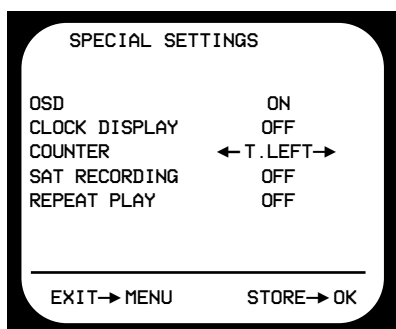 SPECIAL SETTINGS
OSD ON
CLOCK DISPLAY OFF
COUNTER ←T.LEFT→
SAT RECORDING OFF
REPEAT PLAY OFF
EXIT→MENU STORE→OK